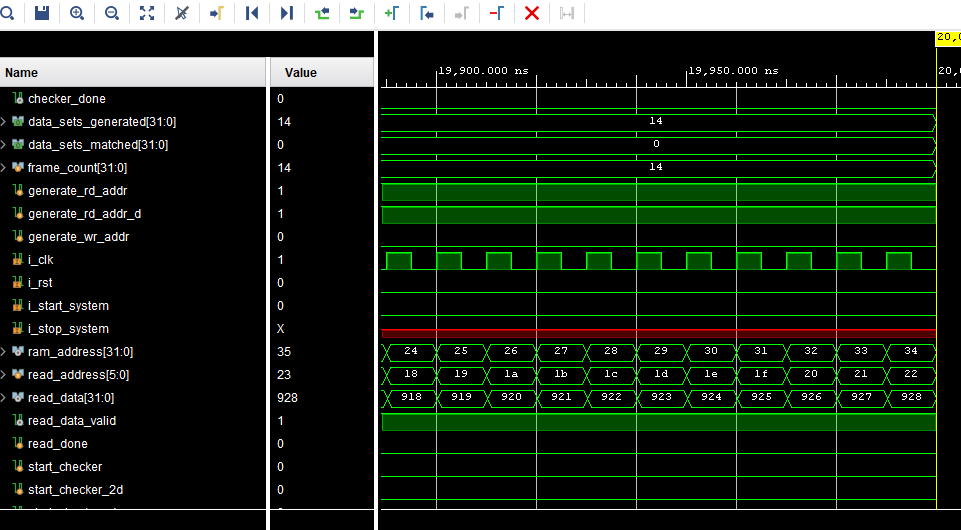 20,0
Name Value
19,900.000 ns 19,950.000 ns 20,0
checker_done 0
data_sets_generated[31:0] 14 14
data_sets_matched[31:0] 0 0
frame_count[31:0] 14 14
generate_rd_addr 1
generate_rd_addr_d 1
generate_wr_addr 0
i_clk 1
i_rst 0
i_start_system 0
i_stop_system X
ram_address[31:0] 35 24 25 26 27 28 29 30 31 32 33 34
read_address[5:0] 23 18 19 1a 1b 1c 1d 1e 1f 20 21 22
read_data[31:0] 928 918 919 920 921 922 923 924 925 926 927 928
read_data_valid 1
read_done 0
start_checker 0
start_checker_2d 0